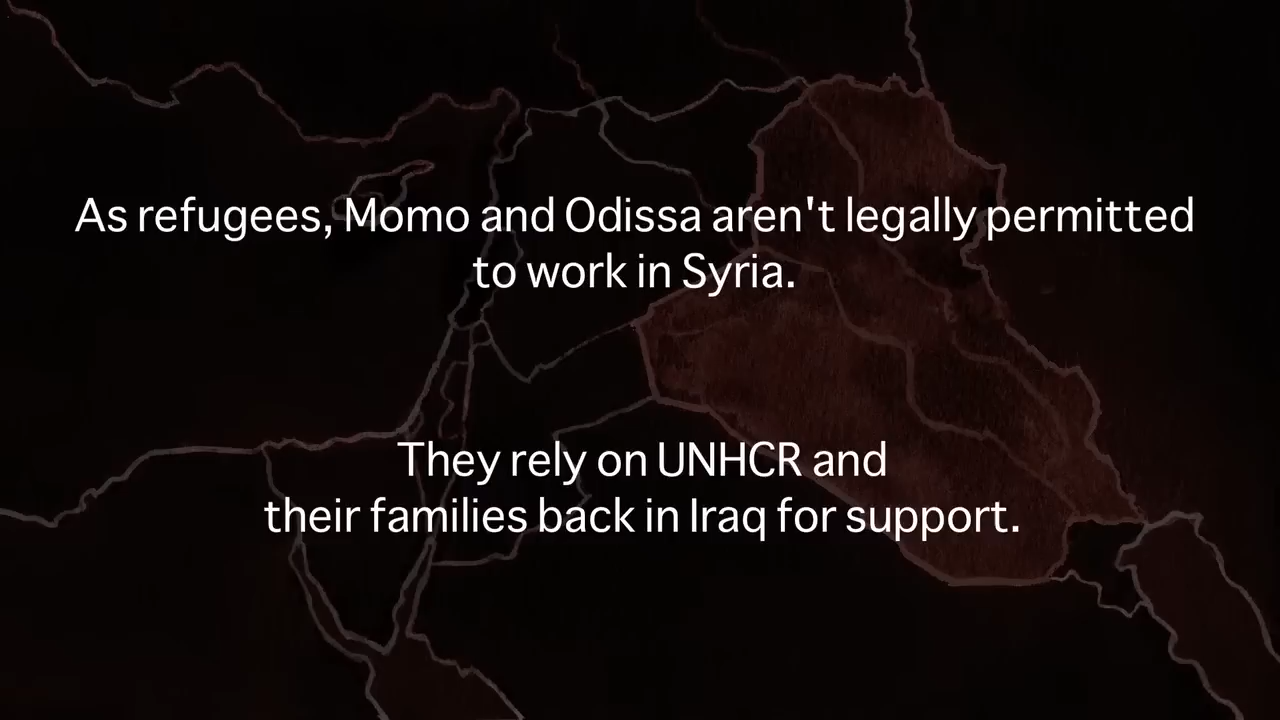 As refugees, Momo and Odissa aren't legally permitted
to work in Syria.
They rely on UNHCR and
their families back in Iraq for support.